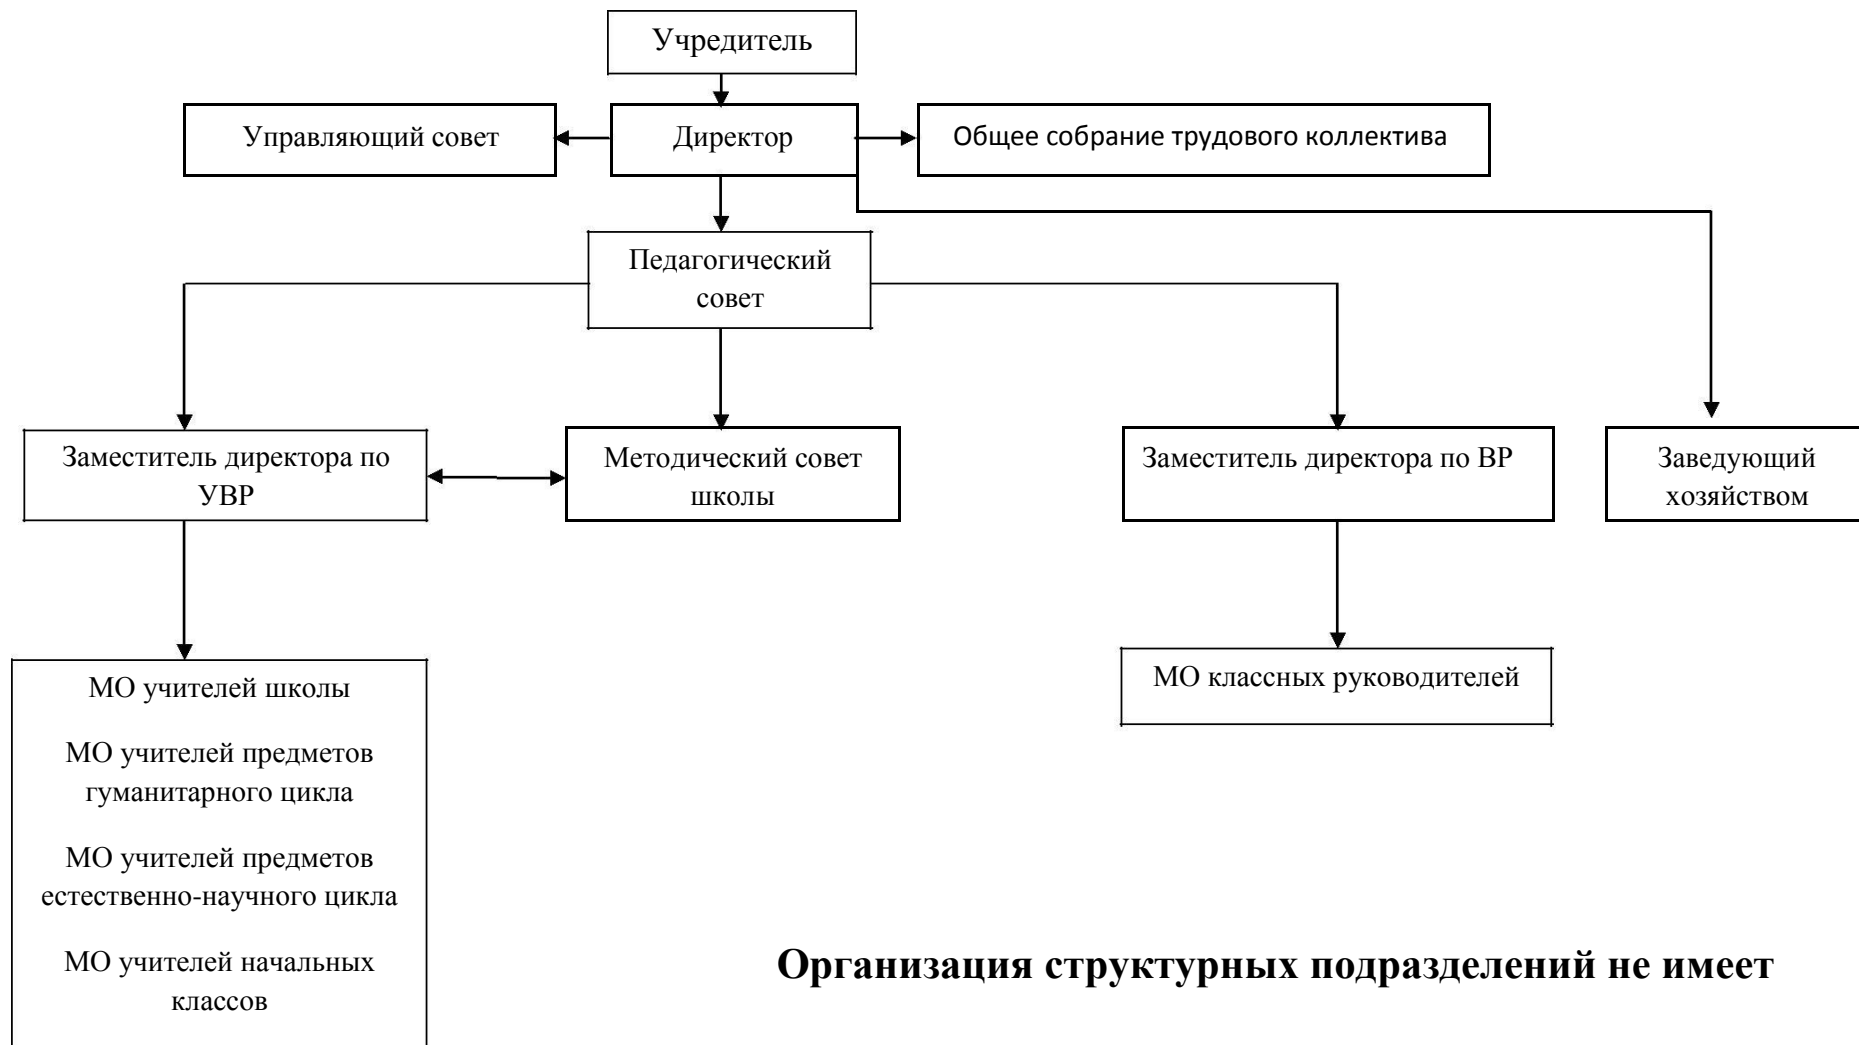 Учредитель
Управляющий совет
Директор
Общее собрание трудового коллектива
Педагогический
совет
Заместитель директора по
УВР
Методический совет
школы
Заместитель директора по ВР
Заведующий
хозяйством
МО учителей школы
МО учителей предметов
гуманитарного цикла
МО учителей предметов
естественно-научного цикла
МО учителей начальных
классов
МО классных руководителей
Организация структурных подразделений не имеет